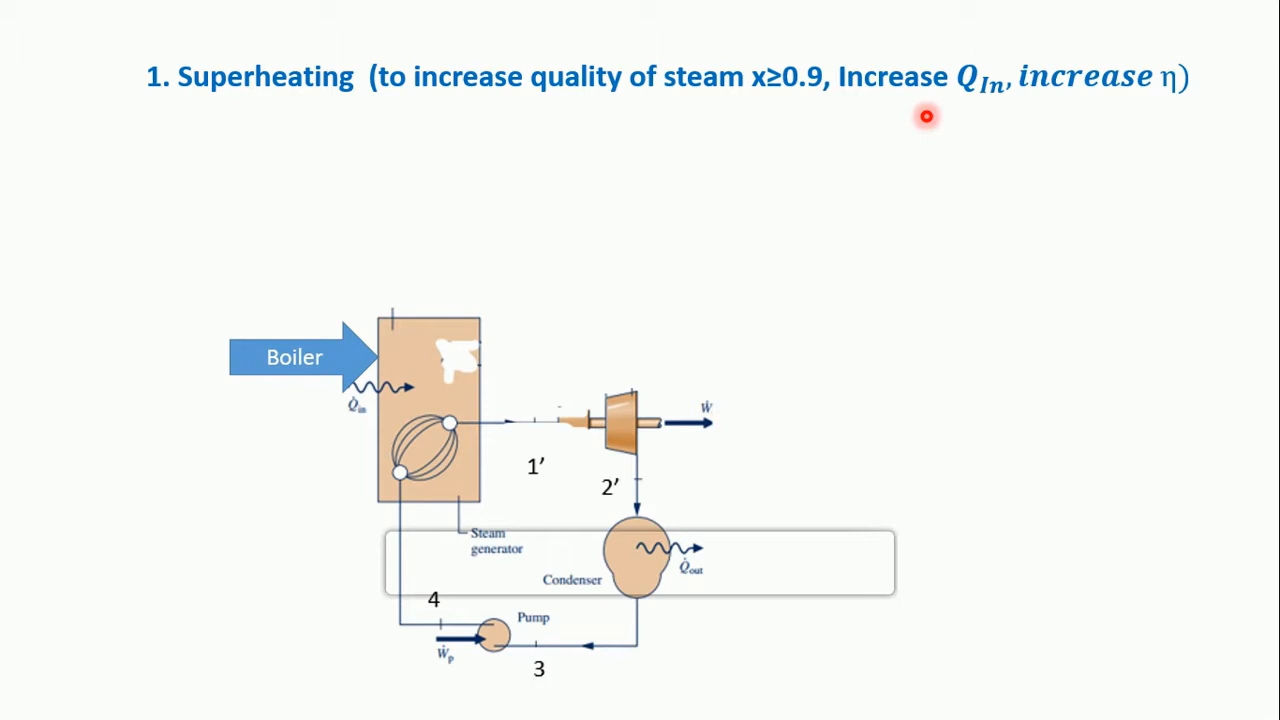 1. Superheating (to increase quality of steam x≥0.9, Increase Q_In, increase η)
Boiler
Q̇in
Ẇ
1′
2′
Steam
generator
Q̇out
Condenser
4
Pump
Ẇp
3